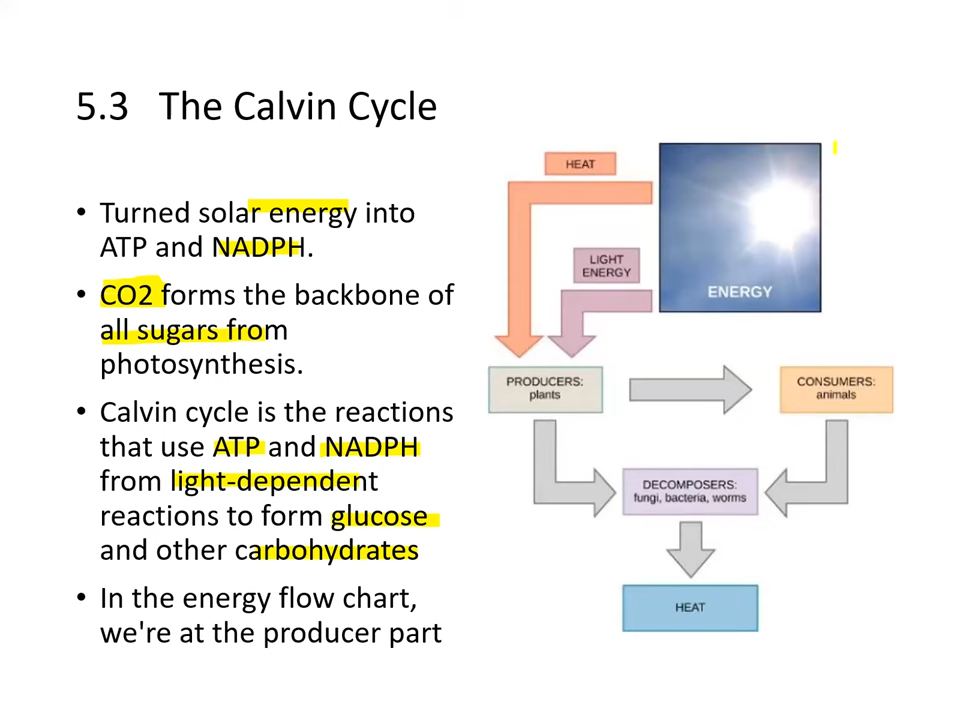 5.3 The Calvin Cycle
• Turned solar energy into
ATP and NADPH.
• CO2 forms the backbone of
all sugars from
photosynthesis.
• Calvin cycle is the reactions
that use ATP and NADPH
from light-dependent
reactions to form glucose
and other carbohydrates
• In the energy flow chart,
we're at the producer part
HEAT
LIGHT
ENERGY
ENERGY
PRODUCERS:
plants
CONSUMERS:
animals
DECOMPOSERS:
fungi, bacteria, worms
HEAT